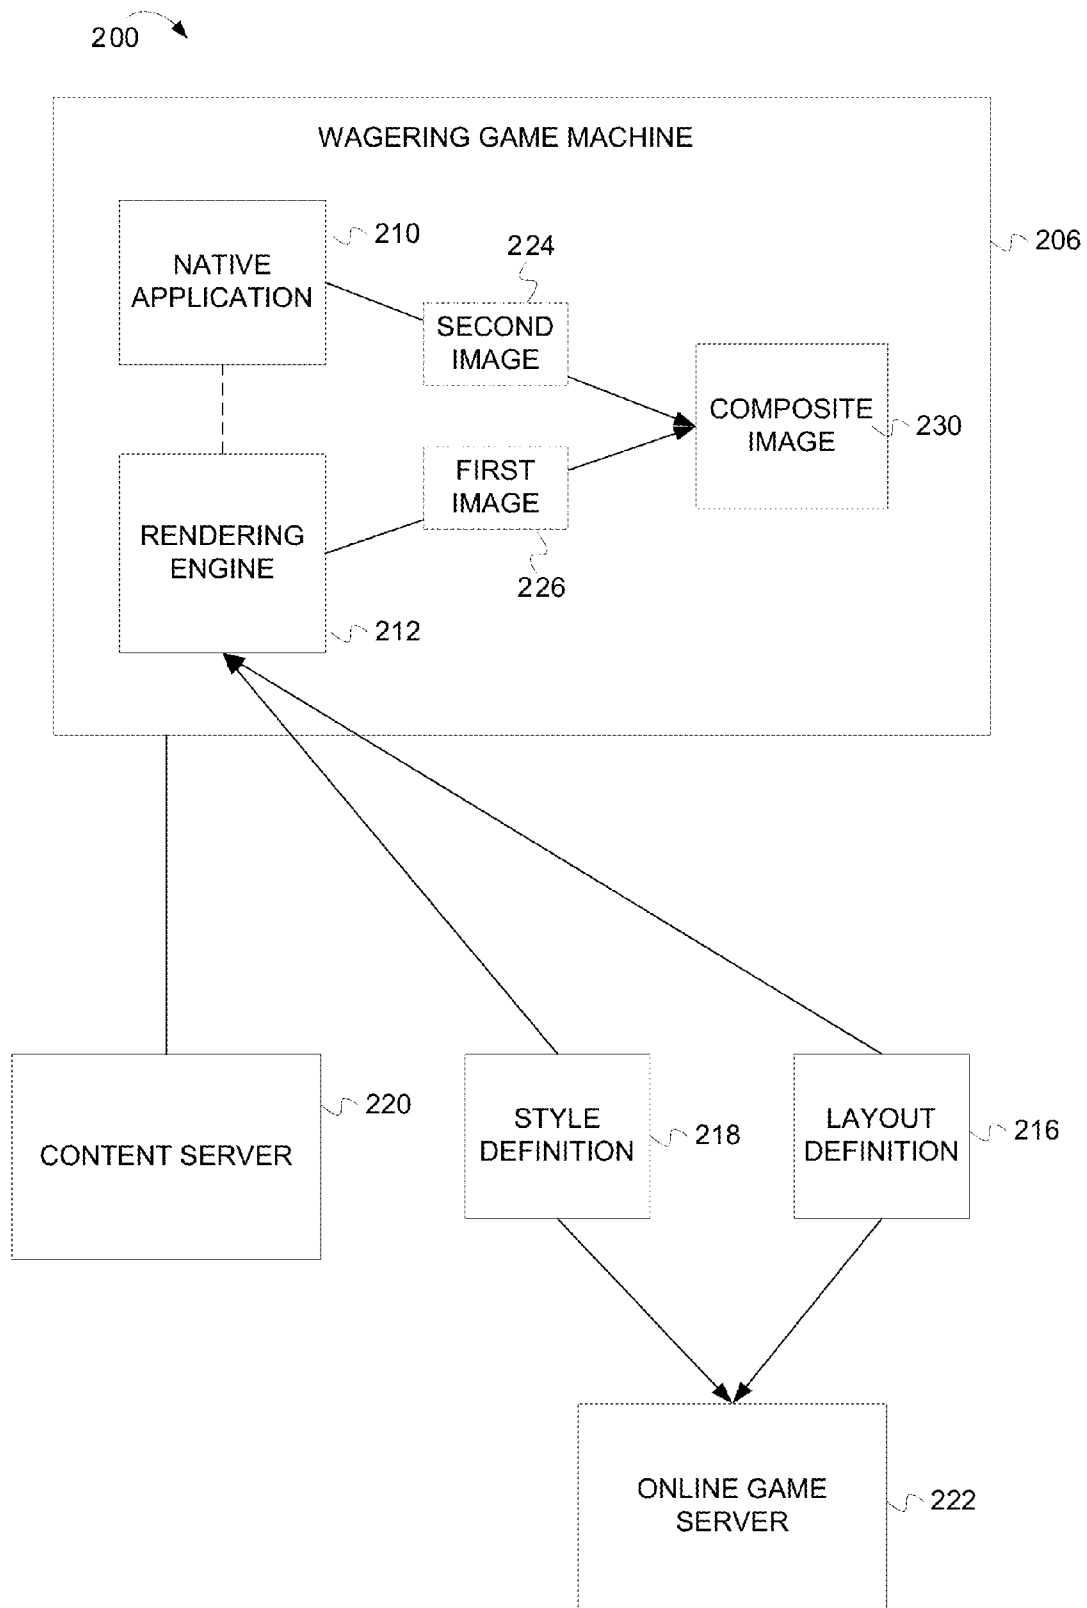 200
WAGERING GAME MACHINE
210
NATIVE
APPLICATION
224
SECOND
IMAGE
206
COMPOSITE
IMAGE
230
FIRST
IMAGE
226
RENDERING
ENGINE
212
CONTENT SERVER
220
STYLE
DEFINITION
218
LAYOUT
DEFINITION
216
ONLINE GAME
SERVER
222